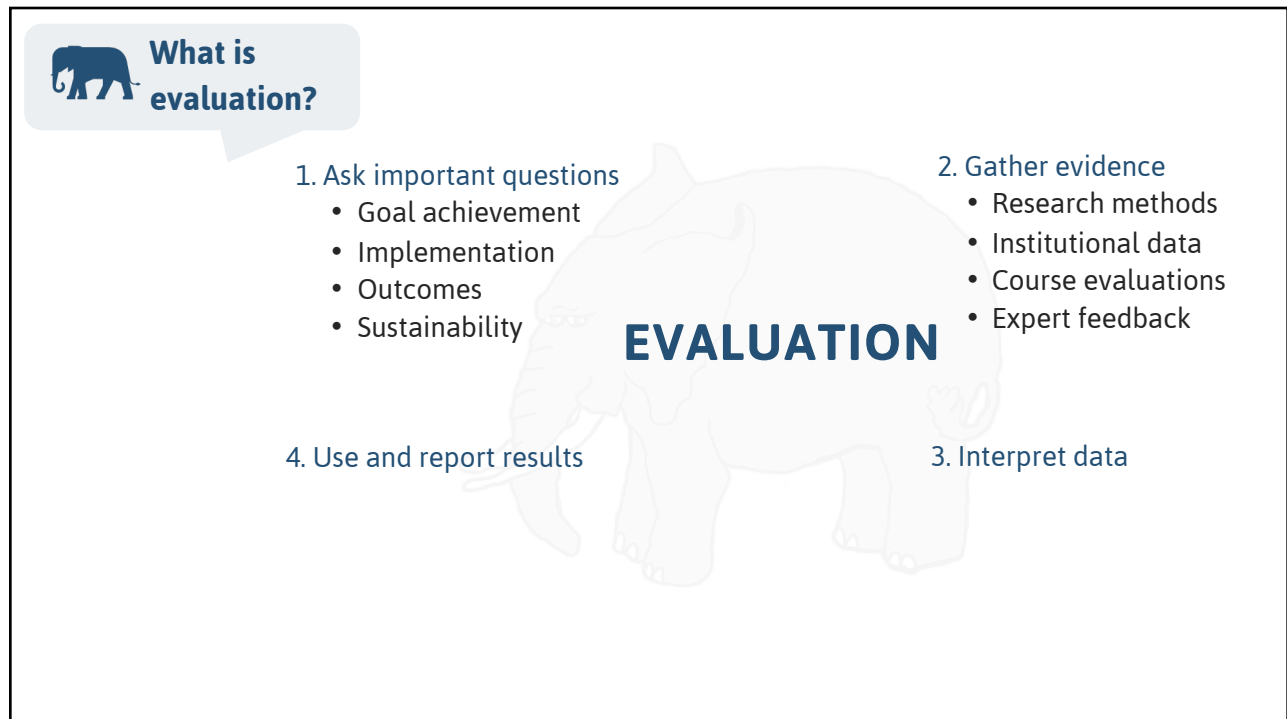 What is
evaluation?
1. Ask important questions
• Goal achievement
• Implementation
• Outcomes
• Sustainability
2. Gather evidence
• Research methods
• Institutional data
• Course evaluations
• Expert feedback
EVALUATION
3. Interpret data
4. Use and report results